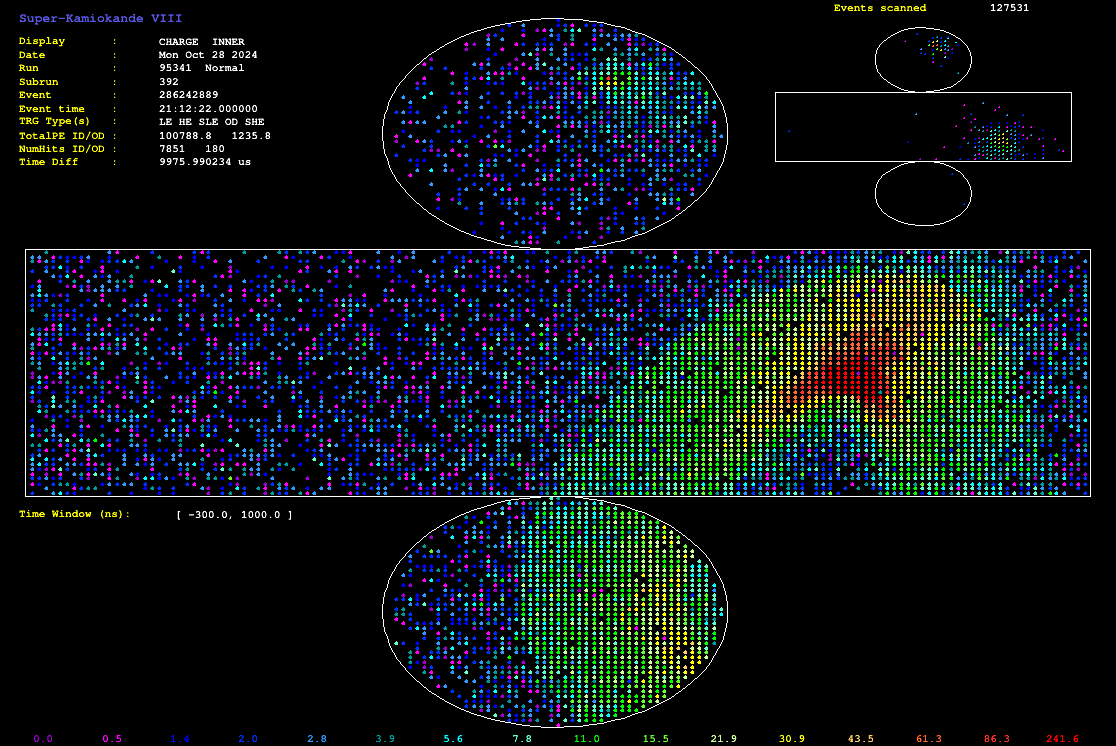 Super-Kamiokande VIII
Events scanned 127531
Display : CHARGE INNER
Date : Mon Oct 28 2024
Run : 95341 Normal
Subrun : 392
Event : 286242889
Event time : 21:12:22.000000
TRG Type(s) : LE HE SLE OD SHE
TotalPE ID/OD : 100788.8 1235.8
NumHits ID/OD : 7851 180
Time Diff : 9975.990234 us
Time Window (ns): [ -300.0, 1000.0 ]
0.0 0.5 1.4 2.0 2.8 3.9 5.6 7.8 11.0 15.5 21.9 30.9 43.5 61.3 86.3 241.6